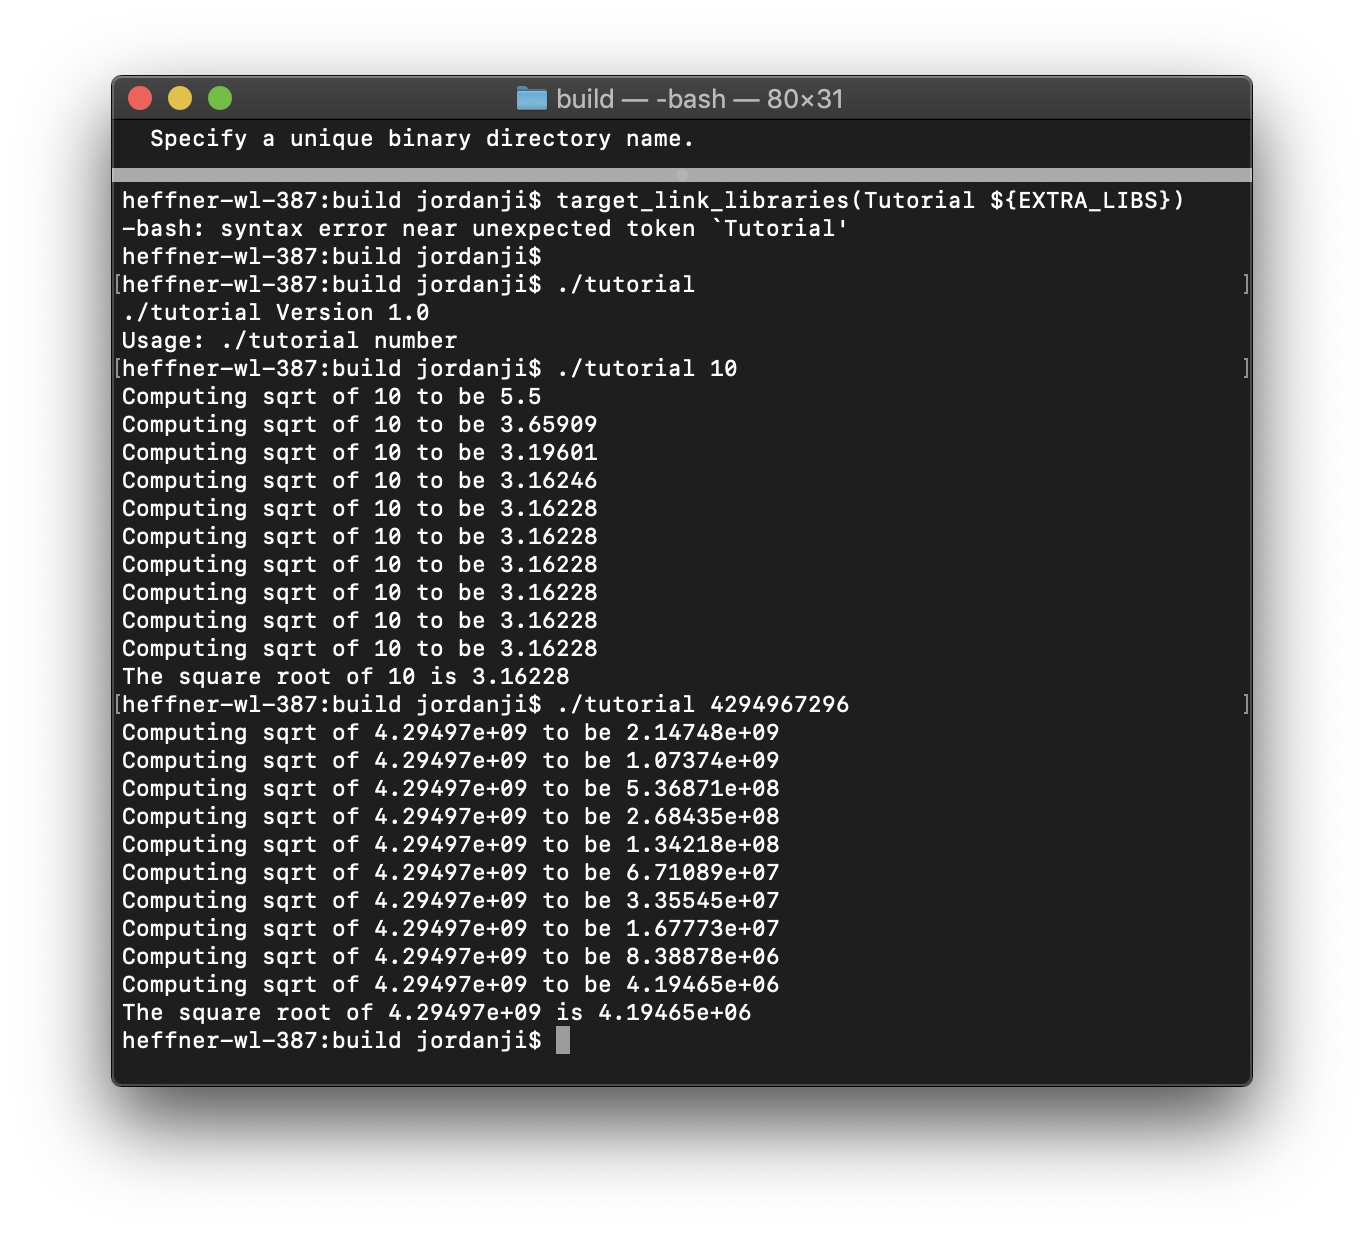 build — -bash — 80×31
Specify a unique binary directory name.
heffner-wl-387:build jordanji$ target_link_libraries(Tutorial ${EXTRA_LIBS})
-bash: syntax error near unexpected token `Tutorial'
heffner-wl-387:build jordanji$
[heffner-wl-387:build jordanji$ ./tutorial ]
./tutorial Version 1.0
Usage: ./tutorial number
[heffner-wl-387:build jordanji$ ./tutorial 10 ]
Computing sqrt of 10 to be 5.5
Computing sqrt of 10 to be 3.65909
Computing sqrt of 10 to be 3.19601
Computing sqrt of 10 to be 3.16246
Computing sqrt of 10 to be 3.16228
Computing sqrt of 10 to be 3.16228
Computing sqrt of 10 to be 3.16228
Computing sqrt of 10 to be 3.16228
Computing sqrt of 10 to be 3.16228
Computing sqrt of 10 to be 3.16228
The square root of 10 is 3.16228
[heffner-wl-387:build jordanji$ ./tutorial 4294967296 ]
Computing sqrt of 4.29497e+09 to be 2.14748e+09
Computing sqrt of 4.29497e+09 to be 1.07374e+09
Computing sqrt of 4.29497e+09 to be 5.36871e+08
Computing sqrt of 4.29497e+09 to be 2.68435e+08
Computing sqrt of 4.29497e+09 to be 1.34218e+08
Computing sqrt of 4.29497e+09 to be 6.71089e+07
Computing sqrt of 4.29497e+09 to be 3.35545e+07
Computing sqrt of 4.29497e+09 to be 1.67773e+07
Computing sqrt of 4.29497e+09 to be 8.38878e+06
Computing sqrt of 4.29497e+09 to be 4.19465e+06
The square root of 4.29497e+09 is 4.19465e+06
heffner-wl-387:build jordanji$